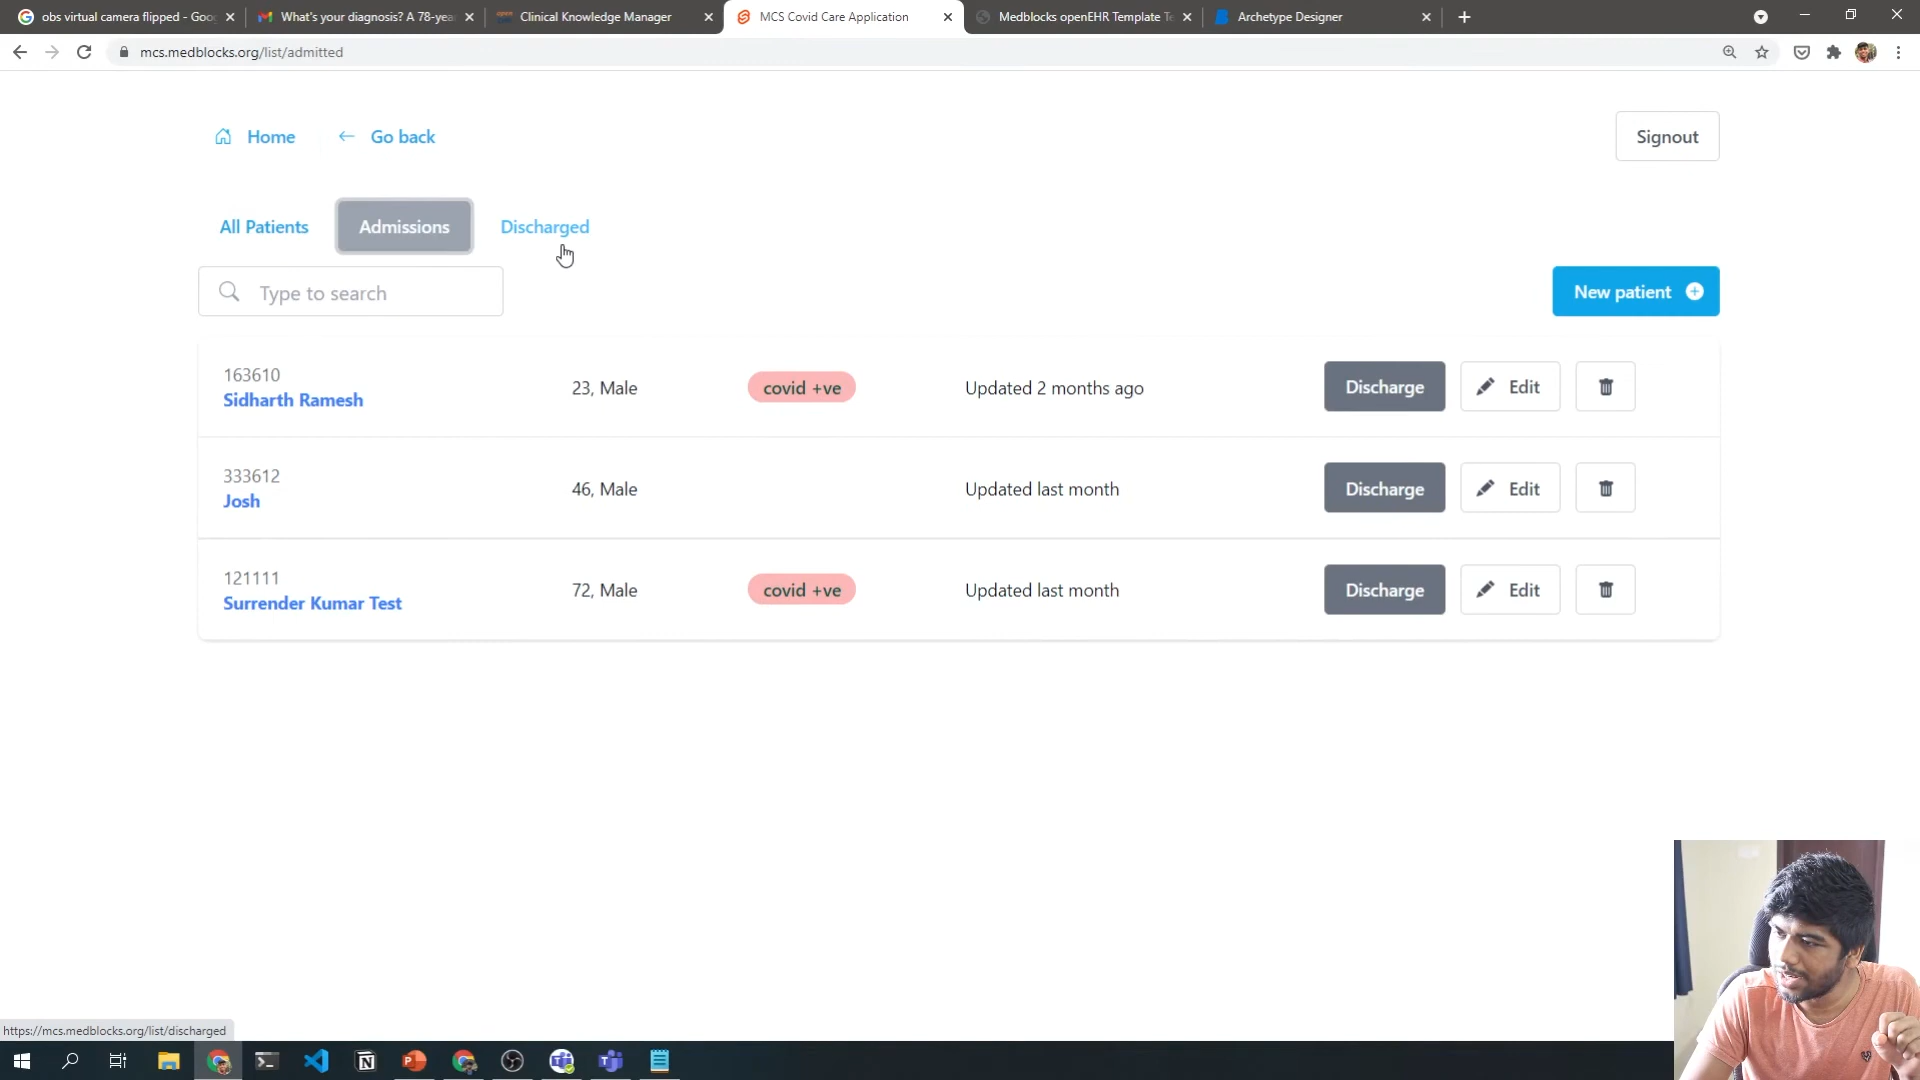 obs virtual camera flipped - Goo
What's your diagnosis? A 78-yea
Clinical Knowledge Manager
MCS Covid Care Application
Medblocks openEHR Template Te
Archetype Designer
mcs.medblocks.org/list/admitted
Home
Go back
Signout
All Patients
Admissions
Discharged
Type to search
New patient
163610
Sidharth Ramesh
23, Male
covid +ve
Updated 2 months ago
Discharge
Edit
333612
Josh
46, Male
Updated last month
Discharge
Edit
121111
Surrender Kumar Test
72, Male
covid +ve
Updated last month
Discharge
Edit
https://mcs.medblocks.org/list/discharged